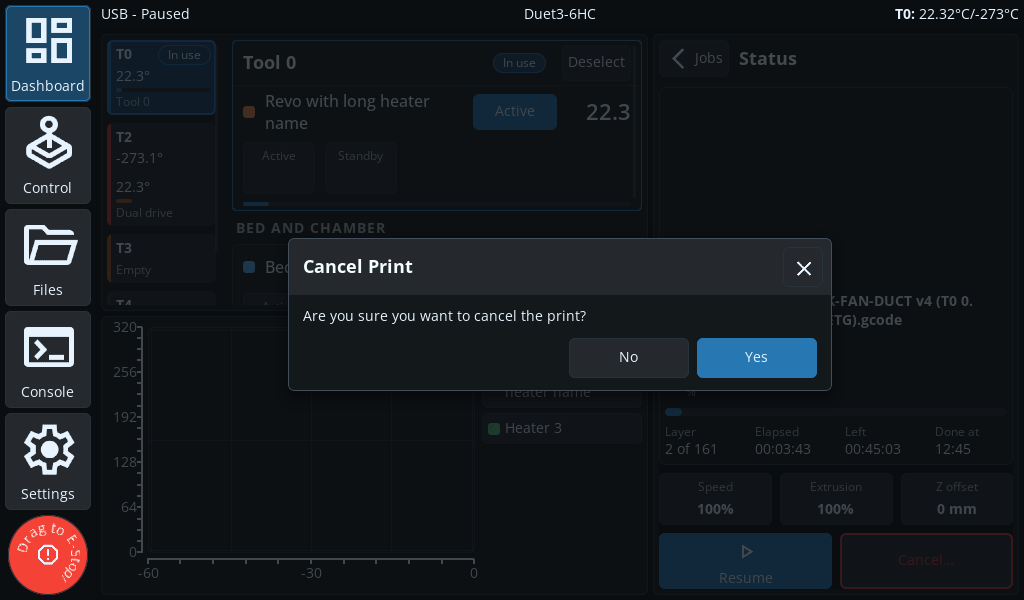 USB - Paused
Duet3-6HC
T0: 22.32°C/-273°C
Dashboard
Control
Files
Console
Settings
Drag to E-Stop!
T0
In use
22.3°
Tool 0
T2
-273.1°
22.3°
Dual drive
T3
Empty
T4
Tool 0
In use
Deselect
Revo with long heater
name
Active
22.3
Active
Standby
BED AND CHAMBER
Jobs
Status
K-FAN-DUCT v4 (T0 0.
ETG).gcode
Cancel Print
Are you sure you want to cancel the print?
No
Yes
320
256
192
128
64
0
-60
-30
0
heater name
Heater 3
%
Layer
2 of 161
Elapsed
00:03:43
Left
00:45:03
Done at
12:45
Speed
100%
Extrusion
100%
Z offset
0 mm
Resume
Cancel...